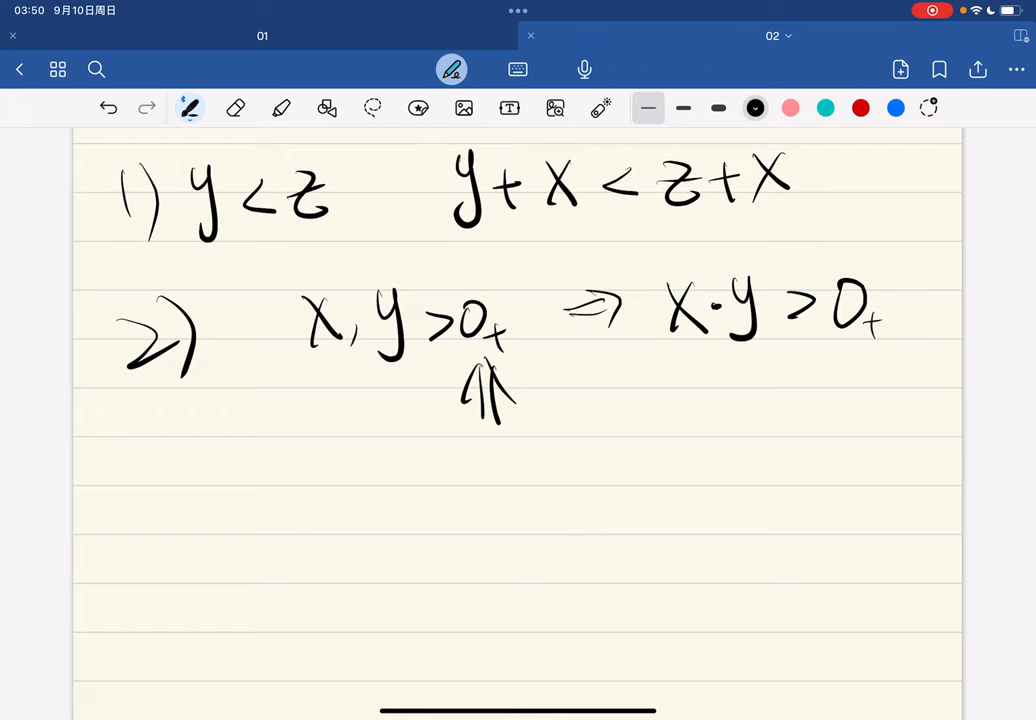 03:50 9月10日周日
01 02
1) y < z y + x < z + x
2) x, y > 0₊ ⇒ x · y > 0₊
⇑